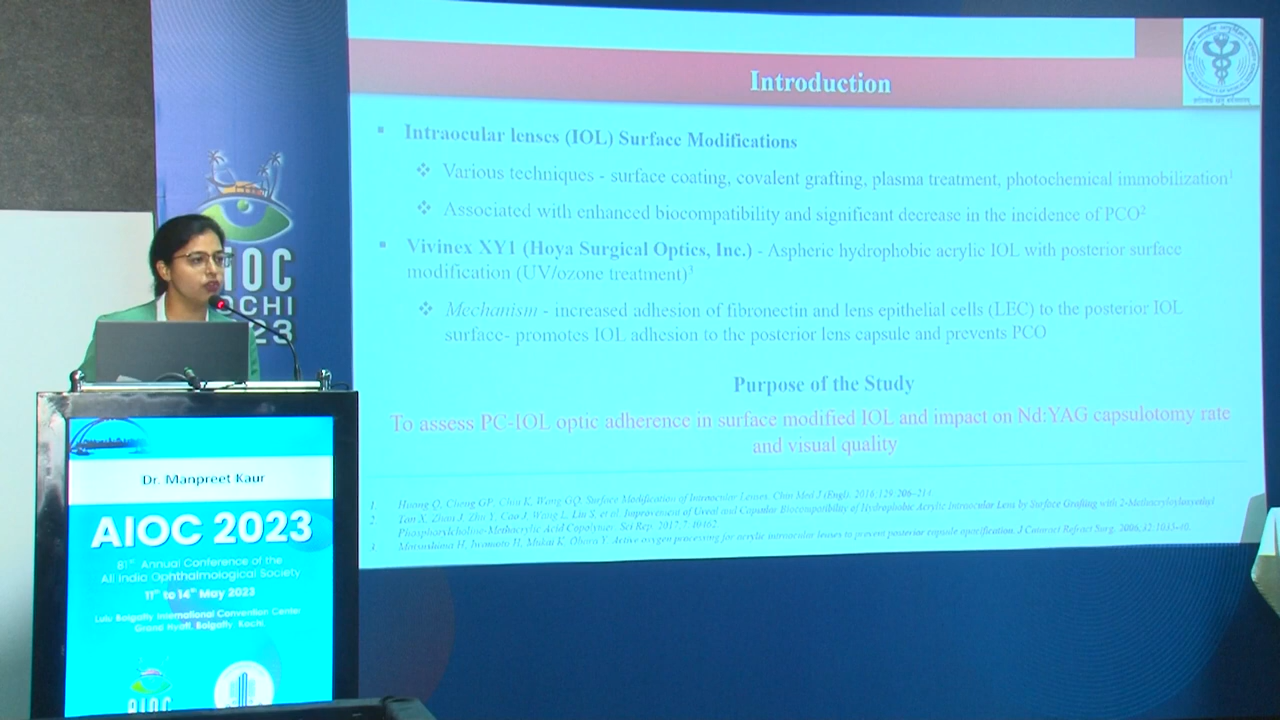 Introduction
▪ Intraocular lenses (IOL) Surface Modifications
❖ Various techniques - surface coating, covalent grafting, plasma treatment, photochemical immobilization¹
❖ Associated with enhanced biocompatibility and significant decrease in the incidence of PCO²
▪ Vivinex XY1 (Hoya Surgical Optics, Inc.) - Aspheric hydrophobic acrylic IOL with posterior surface
modification (UV/ozone treatment)³
❖ Mechanism - increased adhesion of fibronectin and lens epithelial cells (LEC) to the posterior IOL
surface- promotes IOL adhesion to the posterior lens capsule and prevents PCO
Purpose of the Study
To assess PC-IOL optic adherence in surface modified IOL and impact on Nd:YAG capsulotomy rate
and visual quality
1. Huang Q, Cheng GP, Chiu K, Wang GQ. Surface Modification of Intraocular Lenses. Chin Med J (Engl). 2016;129:206-214
2. Tan X, Zhan J, Zhu Y, Cao J, Wang L, Liu S, et al. Improvement of Uveal and Capsular Biocompatibility of Hydrophobic Acrylic Intraocular Lens by Surface Grafting with 2-Methacryloyloxyethyl
Phosphorylcholine-Methacrylic Acid Copolymer. Sci Rep. 2017;7:
3. Matsushima H, Iwamoto H, Mukai K, Obara Y. Active oxygen processing for acrylic intraocular lenses to prevent posterior capsule opacification. J Cataract Refract Surg. 2006;32:1035-40.
AIOC
KOCHI
2023
Dr. Manpreet Kaur
AIOC 2023
81ˢᵗ Annual Conference of the
All India Ophthalmological Society
11ᵗʰ to 14ᵗʰ May 2023
Lulu Bolgatty International Convention Center
Grand Hyatt, Bolgatty, Kochi
AIOC